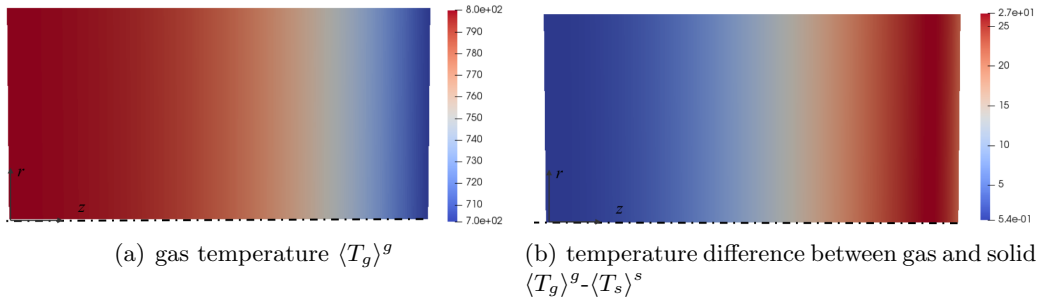 8.0e+02
790
780
770
760
750
740
730
720
710
7.0e+02
r
z
(a) gas temperature ⟨T_g⟩^g
2.7e+01
25
20
15
10
5
5.4e-01
r
z
(b) temperature difference between gas and solid
⟨T_g⟩^g-⟨T_s⟩^s